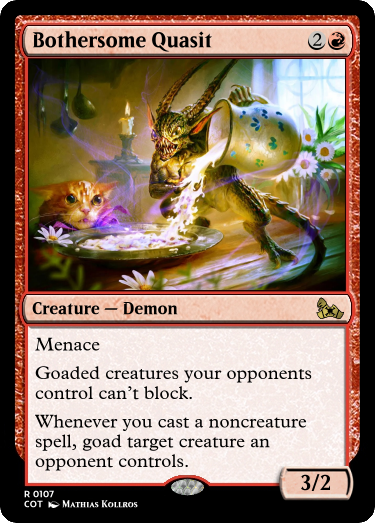 Bothersome Quasit 2
Creature — Demon
Menace
Goaded creatures your opponents
control can't block.
Whenever you cast a noncreature
spell, goad target creature an
opponent controls.
3/2
R 0107
COT Mathias Kollros